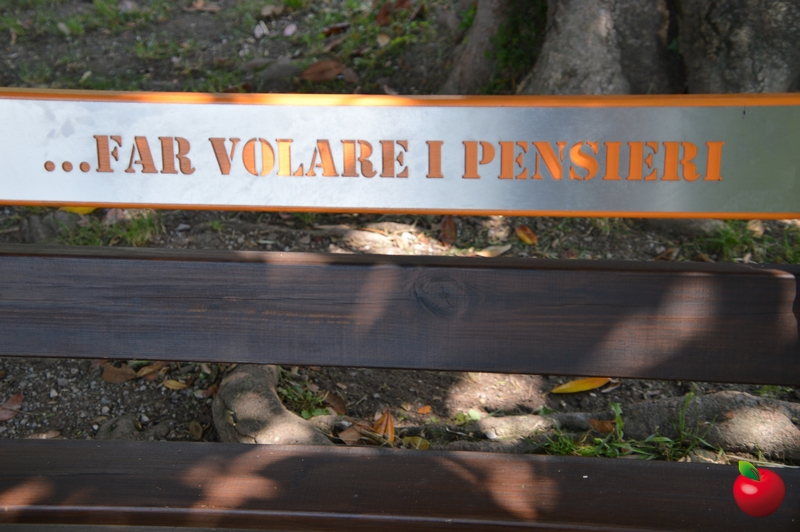 ...FAR VOLARE I PENSIERI